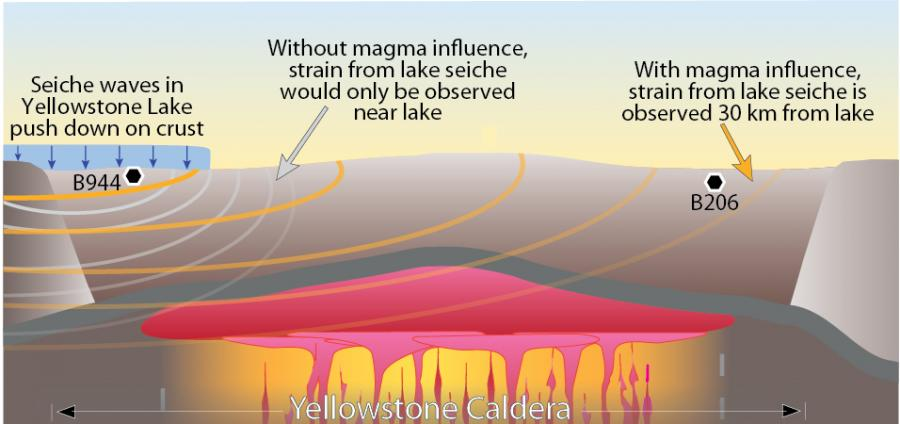 Seiche waves in
Yellowstone Lake
push down on crust
Without magma influence,
strain from lake seiche
would only be observed
near lake
With magma influence,
strain from lake seiche is
observed 30 km from lake
B944
B206
Yellowstone Caldera